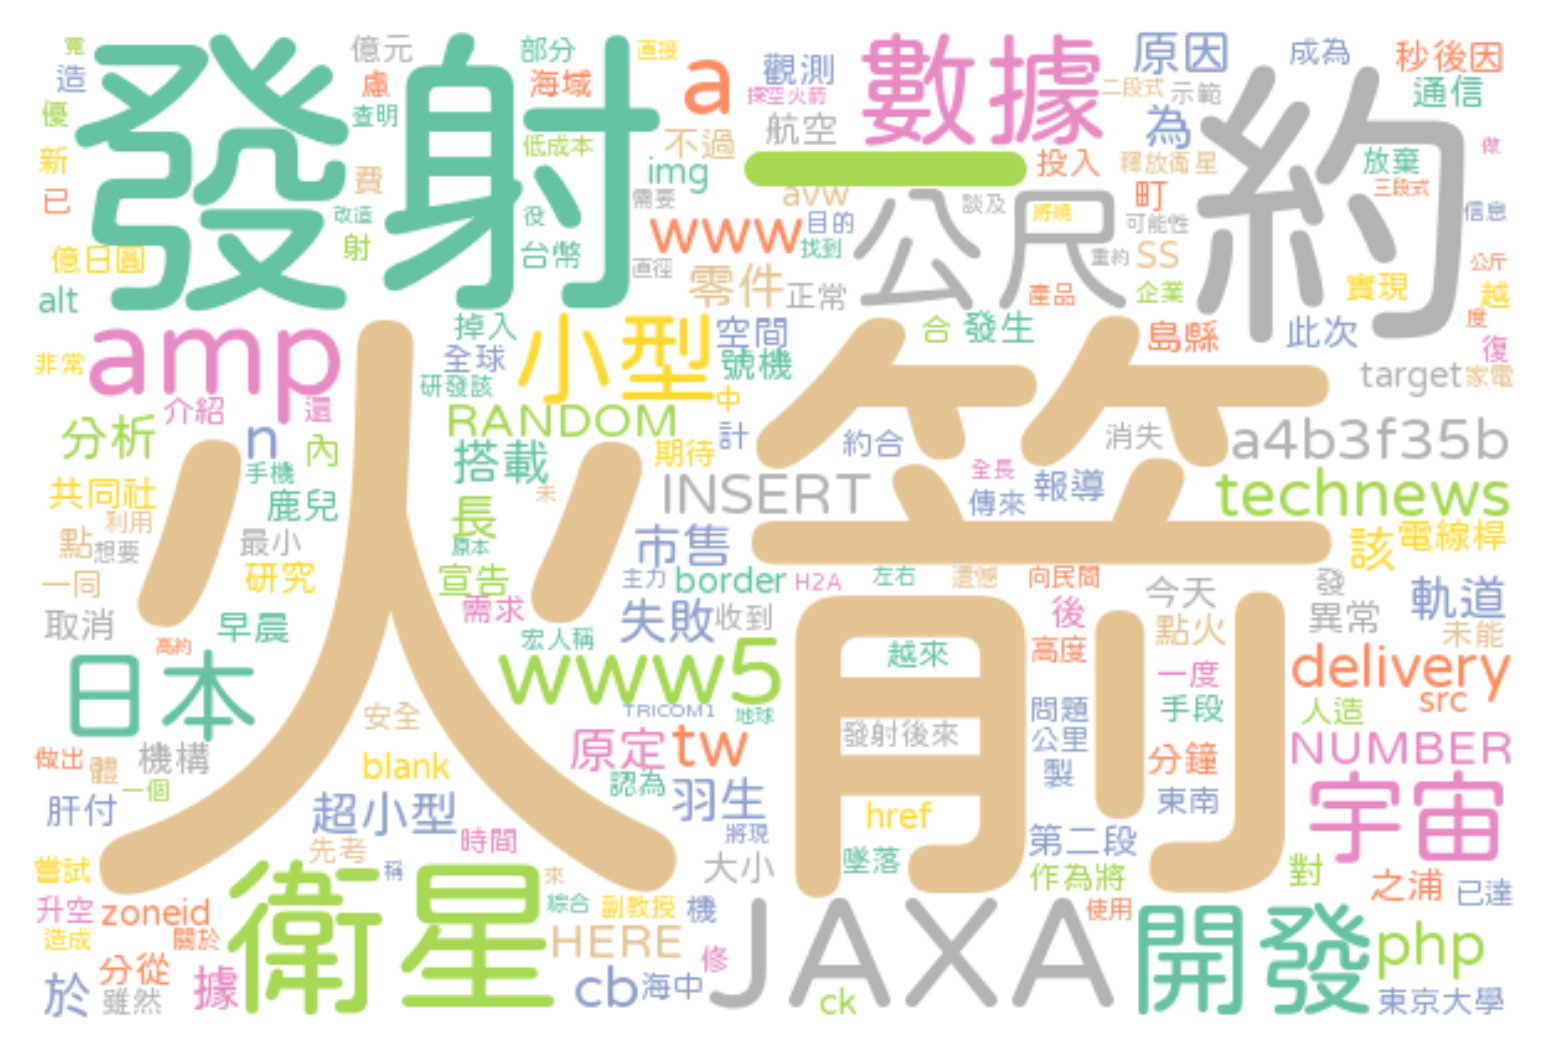 寬 億元 部分 直接 a 觀測 數據 原因 成為 秒後因
造 發射 慮 海域 探空火箭 二段式 示範 通信
優 查明 低成本 不過 航空 為 約
新 費 img 一 投入 釋放衛星 放棄 做
已 改造 役 需要 avw 公尺 談及 將繞 町 三段式
射 台幣 www 目的 找到 可能性 信息
億日圓 直徑 零件 正常 重約 SS 實現 公斤
alt 產品 企業 越
amp 掉入 小型 空間 合 發生 島縣 此次 度
非常 全球 號機 復
火箭 研發該 中 target 家電
介紹 還 RANDOM 計 約合 消失 a4b3f35b
分析 n 內 搭載 期待 全長
共同社 手機 鹿兒 長 未 INSERT 傳來 報導 technews
利用 原本 市售 該 電線桿
點 想要 最小
一同 研究 宣告 主力 border H2A 左右 遺憾 向民間 今天 發 軌道
取消 早晨 需求 失敗 收到 後 點火 異常 未能
高約 宏人稱 越來 高度
日本 www5 一度 delivery
安全 TRICOM1 地球 問題 手段 人造 src
做出 體 機構 原定 tw 發射後來 公里 分鐘 NUMBER
一個 blank 認為 製
肝付 超小型 羽生 href 東南 宇宙
先考 時間 將現 第二段
嘗試 稱 大小 墜落 作為將 對 之浦 已達
升空 zoneid 衛星 來 綜合 副教授 機 JAXA 使用 開發
造成 關於 HERE php
分從 修
於 雖然 據 cb 海中 ck 東京大學